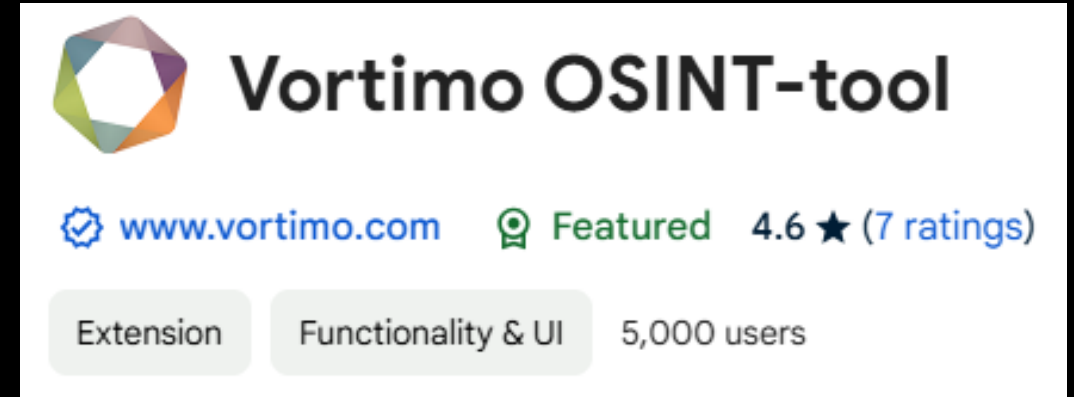 Vortimo OSINT-tool
www.vortimo.com Featured 4.6 ★ (7 ratings)
Extension Functionality & UI 5,000 users